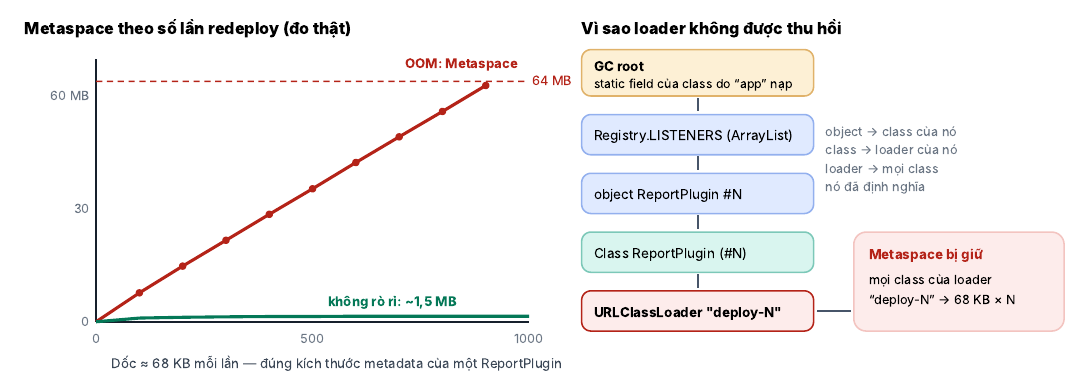 Metaspace theo số lần redeploy (đo thật)
OOM: Metaspace
64 MB
60 MB
30
0
không rò rỉ: ~1,5 MB
0
500
1000
Dốc ≈ 68 KB mỗi lần — đúng kích thước metadata của một ReportPlugin
Vì sao loader không được thu hồi
GC root
static field của class do “app” nạp
Registry.LISTENERS (ArrayList)
object ReportPlugin #N
Class ReportPlugin (#N)
URLClassLoader "deploy-N"
object → class của nó
class → loader của nó
loader → mọi class
nó đã định nghĩa
Metaspace bị giữ
mọi class của loader
“deploy-N” → 68 KB × N